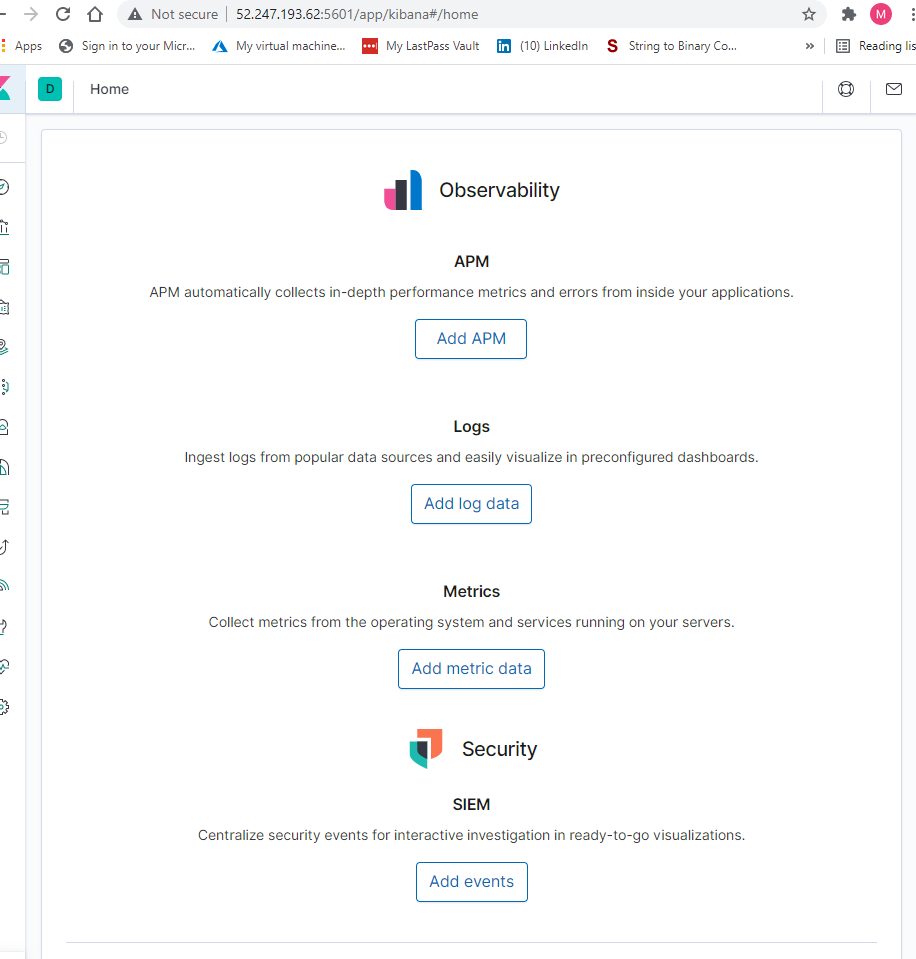 Not secure | 52.247.193.62:5601/app/kibana#/home
M
Apps
Sign in to your Micr...
My virtual machine...
My LastPass Vault
(10) LinkedIn
String to Binary Co...
»
Reading lis
D
Home
Observability
APM
APM automatically collects in-depth performance metrics and errors from inside your applications.
Add APM
Logs
Ingest logs from popular data sources and easily visualize in preconfigured dashboards.
Add log data
Metrics
Collect metrics from the operating system and services running on your servers.
Add metric data
Security
SIEM
Centralize security events for interactive investigation in ready-to-go visualizations.
Add events